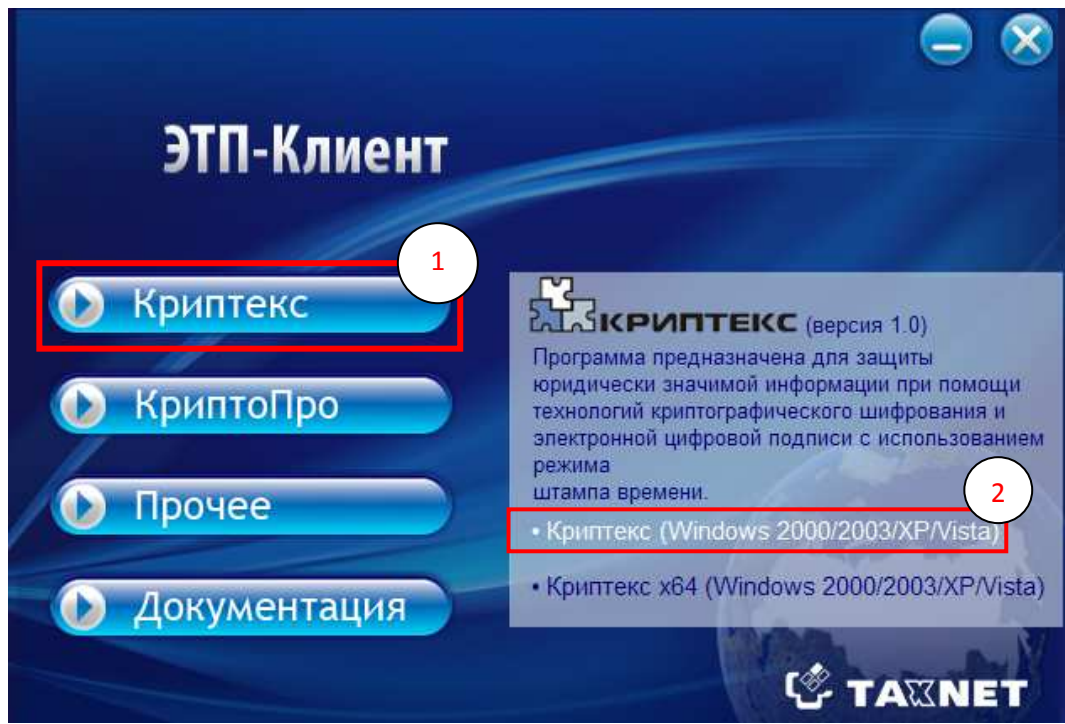 ЭТП-Клиент
1
Криптекс
КриптоПро
Прочее
Документация
КРИПТЕКС (версия 1.0)
Программа предназначена для защиты
юридически значимой информации при помощи
технологий криптографического шифрования и
электронной цифровой подписи с использованием
режима
штампа времени.
2
• Криптекс (Windows 2000/2003/XP/Vista)
• Криптекс x64 (Windows 2000/2003/XP/Vista)
TAXNET